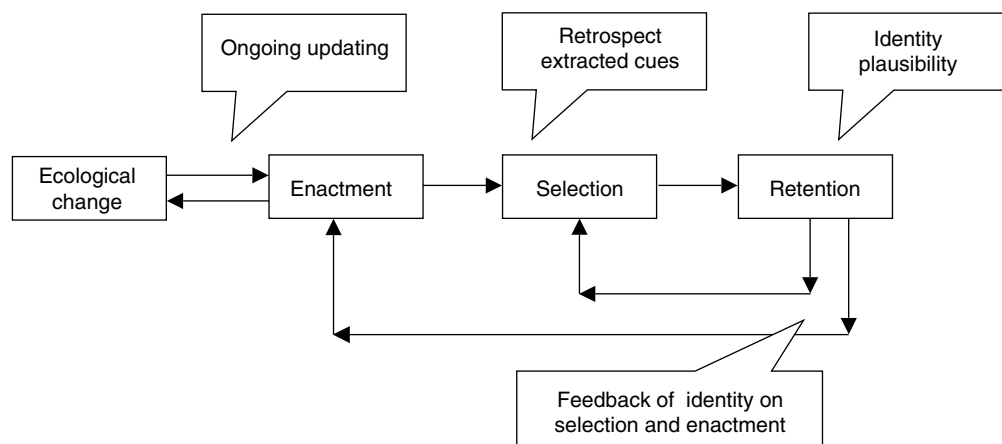 Ongoing updating
Retrospect
extracted cues
Identity
plausibility
Ecological
change
Enactment
Selection
Retention
Feedback of identity on
selection and enactment